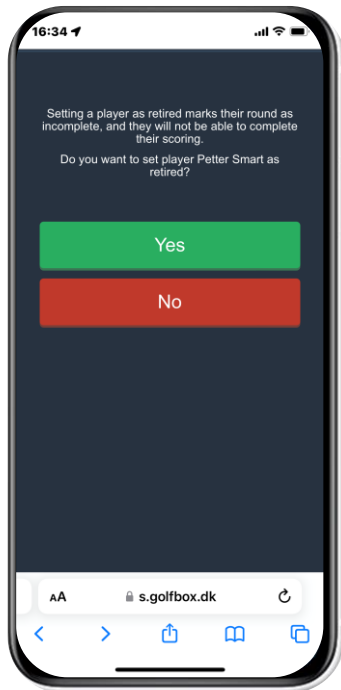 16:34
Setting a player as retired marks their round as
incomplete, and they will not be able to complete
their scoring.
Do you want to set player Petter Smart as
retired?
Yes
No
AA
s.golfbox.dk